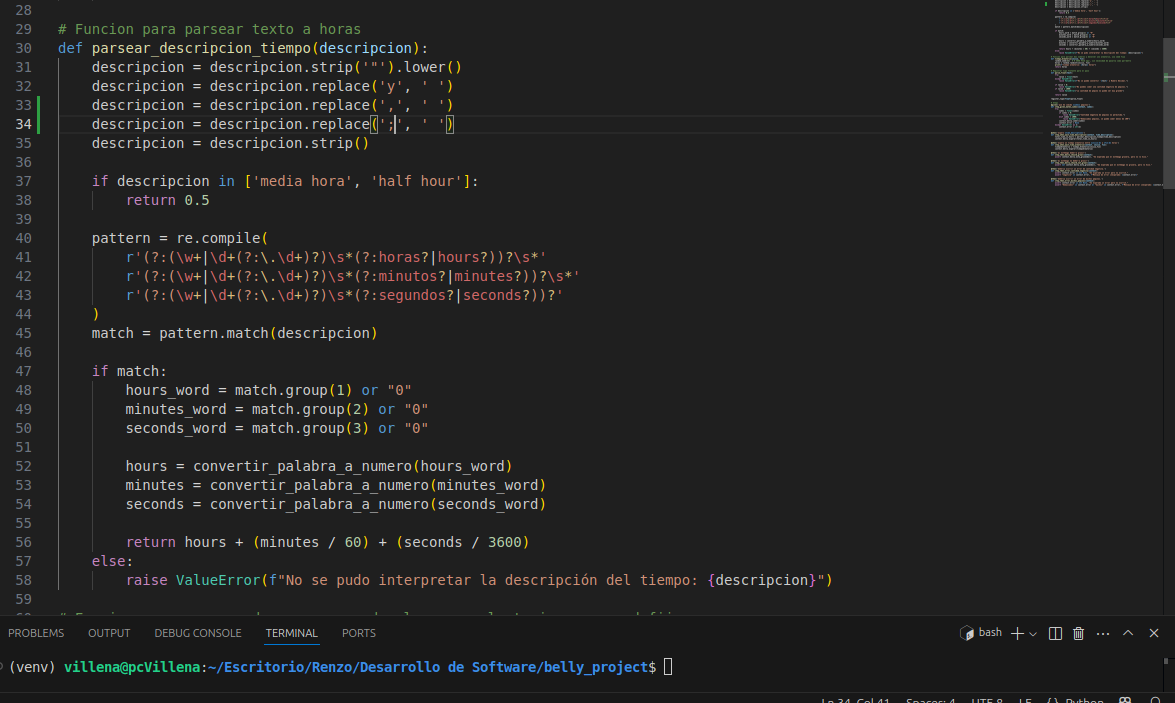 28
29 # Funcion para parsear texto a horas
30 def parsear_descripcion_tiempo(descripcion):
31     descripcion = descripcion.strip('"').lower()
32     descripcion = descripcion.replace('y', ' ')
33     descripcion = descripcion.replace(',', ' ')
34     descripcion = descripcion.replace(';', ' ')
35     descripcion = descripcion.strip()
36
37     if descripcion in ['media hora', 'half hour']:
38         return 0.5
39
40     pattern = re.compile(
41         r'(?:(\w+|\d+(?:\.\d+)?)\s*(?:horas?|hours?))?\s*'
42         r'(?:(\w+|\d+(?:\.\d+)?)\s*(?:minutos?|minutes?))?\s*'
43         r'(?:(\w+|\d+(?:\.\d+)?)\s*(?:segundos?|seconds?))?'
44     )
45     match = pattern.match(descripcion)
46
47     if match:
48         hours_word = match.group(1) or "0"
49         minutes_word = match.group(2) or "0"
50         seconds_word = match.group(3) or "0"
51
52         hours = convertir_palabra_a_numero(hours_word)
53         minutes = convertir_palabra_a_numero(minutes_word)
54         seconds = convertir_palabra_a_numero(seconds_word)
55
56         return hours + (minutes / 60) + (seconds / 3600)
57     else:
58         raise ValueError(f"No se pudo interpretar la descripción del tiempo: {descripcion}")
59
PROBLEMS OUTPUT DEBUG CONSOLE TERMINAL PORTS bash
(venv) villena@pcVillena:~/Escritorio/Renzo/Desarrollo de Software/belly_project$
Ln 34, Col 41 Spaces: 4 UTF-8 LF {} Python